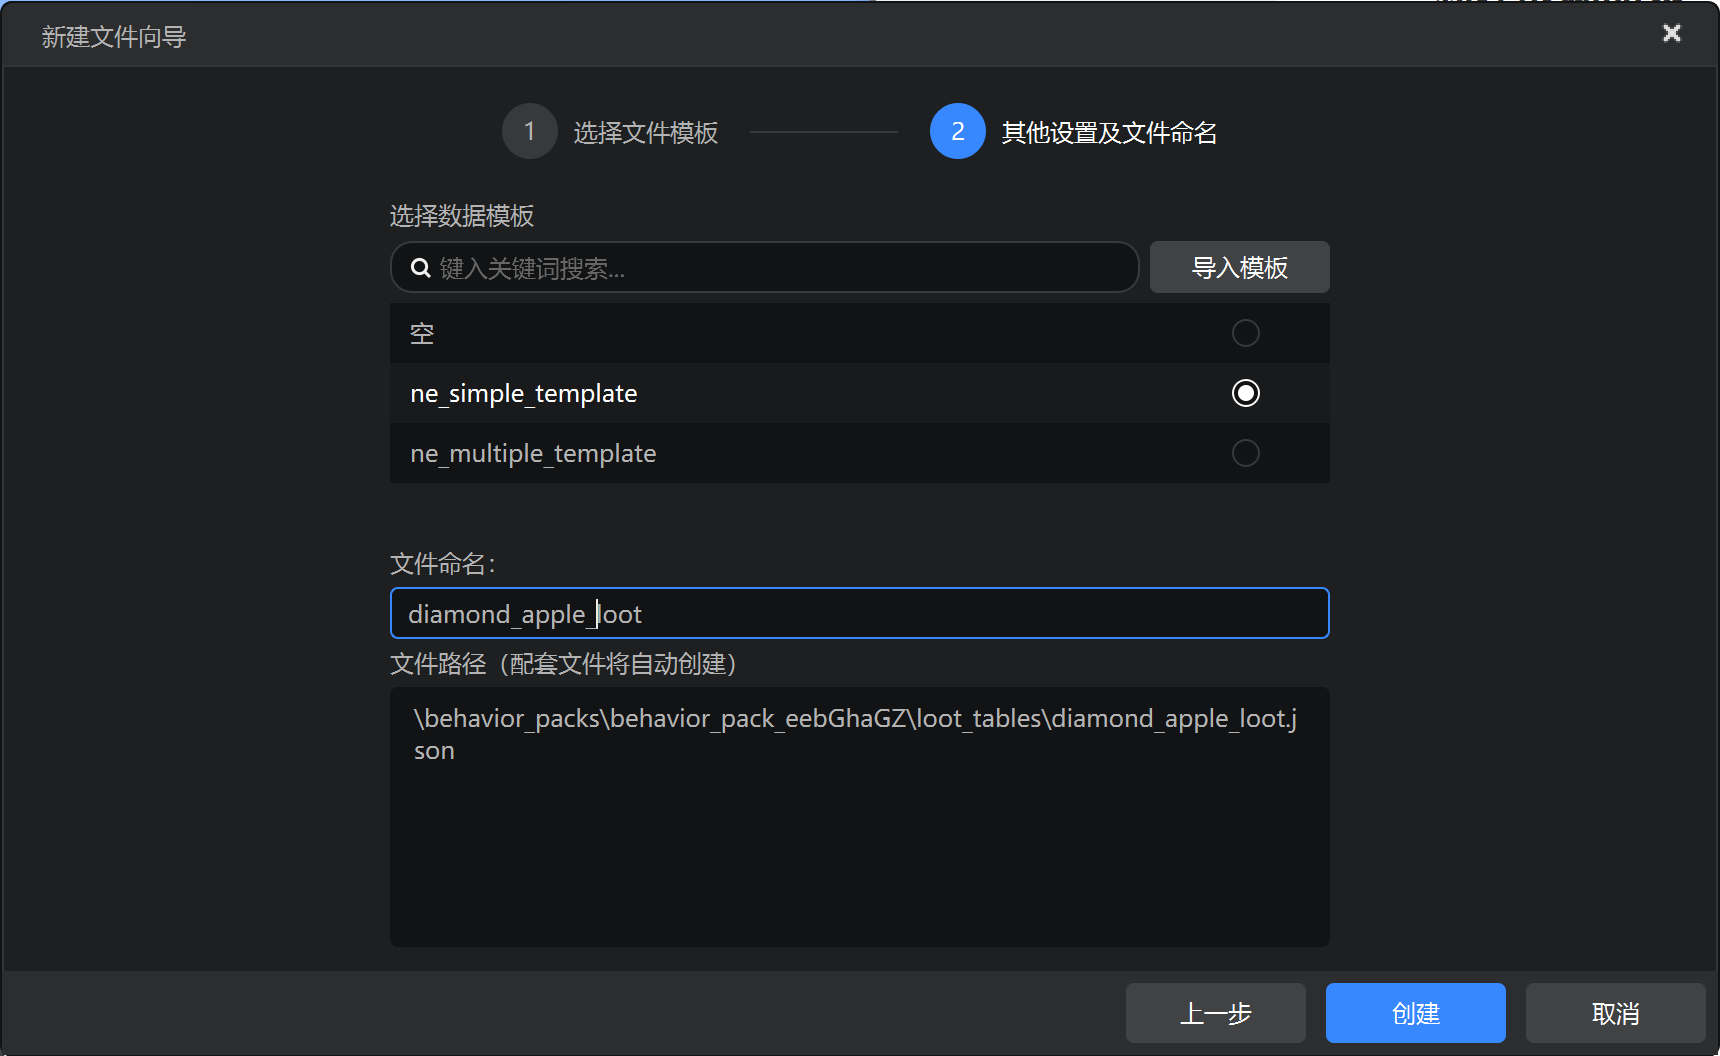 新建文件向导
1 选择文件模板 2 其他设置及文件命名
选择数据模板
键入关键词搜索... 导入模板
空
ne_simple_template
ne_multiple_template
文件命名：
diamond_apple_loot
文件路径（配套文件将自动创建）
\behavior_packs\behavior_pack_eebGhaGZ\loot_tables\diamond_apple_loot.j
son
上一步 创建 取消